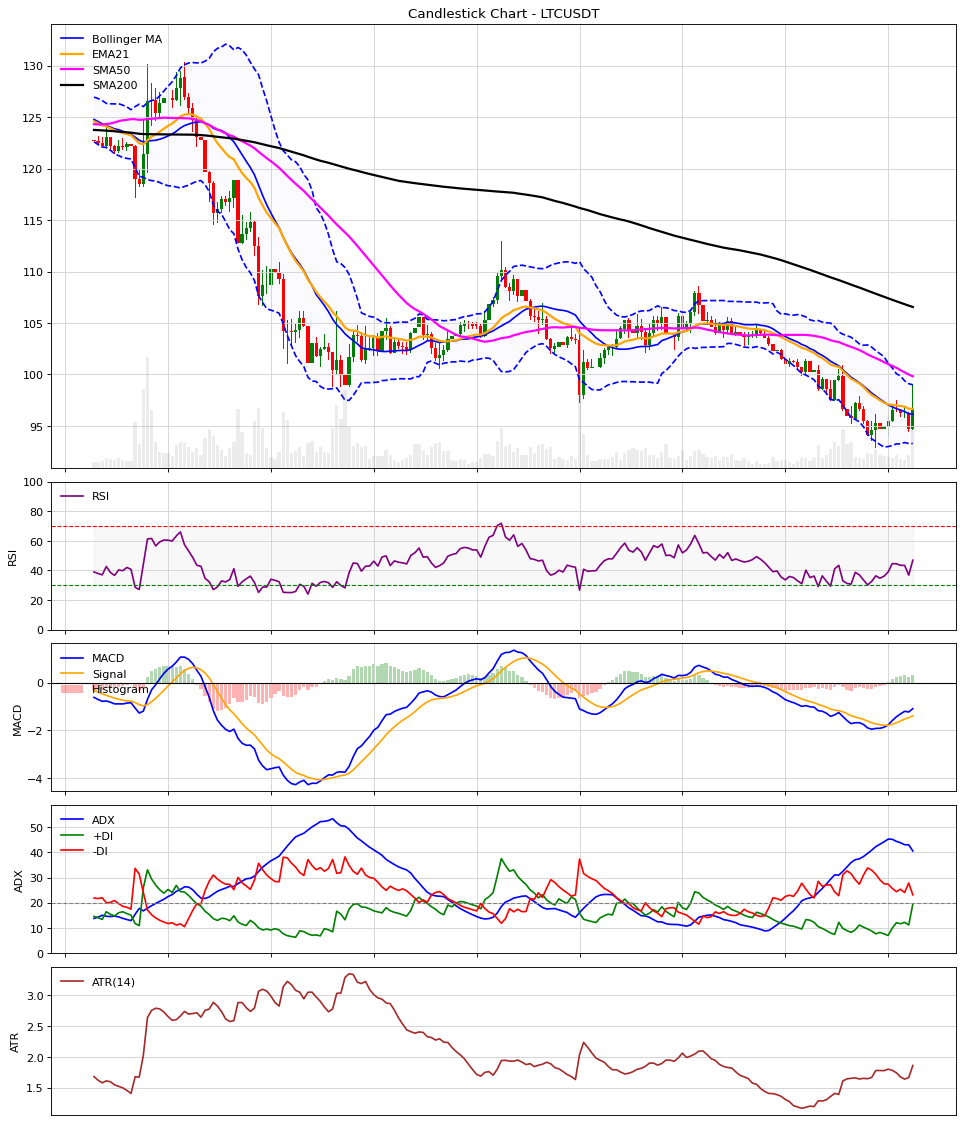 Candlestick Chart - LTCUSDT
Bollinger MA
EMA21
SMA50
SMA200
130
125
120
115
110
105
100
95
RSI
100
80
60
40
20
0
RSI
MACD
Signal
Histogram
0
−2
−4
MACD
ADX
+DI
-DI
50
40
30
20
10
0
ADX
ATR(14)
3.0
2.5
2.0
1.5
ATR